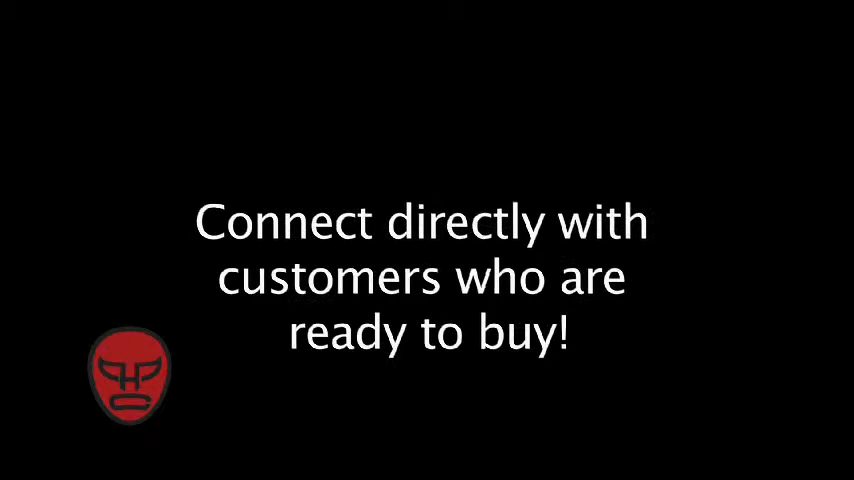 Connect directly with
customers who are
ready to buy!